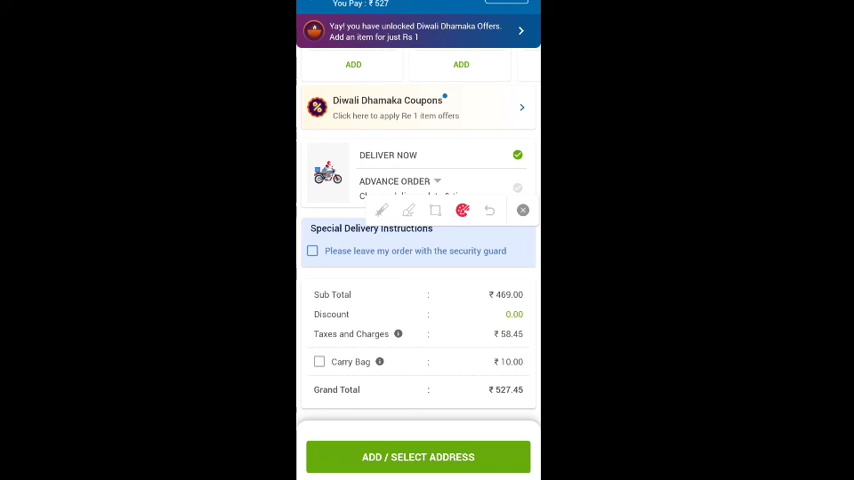 You Pay : ₹ 527
Yay! you have unlocked Diwali Dhamaka Offers.
Add an item for just Rs 1
ADD
ADD
Diwali Dhamaka Coupons
Click here to apply Re 1 item offers
DELIVER NOW
ADVANCE ORDER
Special Delivery Instructions
Please leave my order with the security guard
Sub Total : ₹ 469.00
Discount : 0.00
Taxes and Charges : ₹ 58.45
Carry Bag : ₹ 10.00
Grand Total : ₹ 527.45
ADD / SELECT ADDRESS